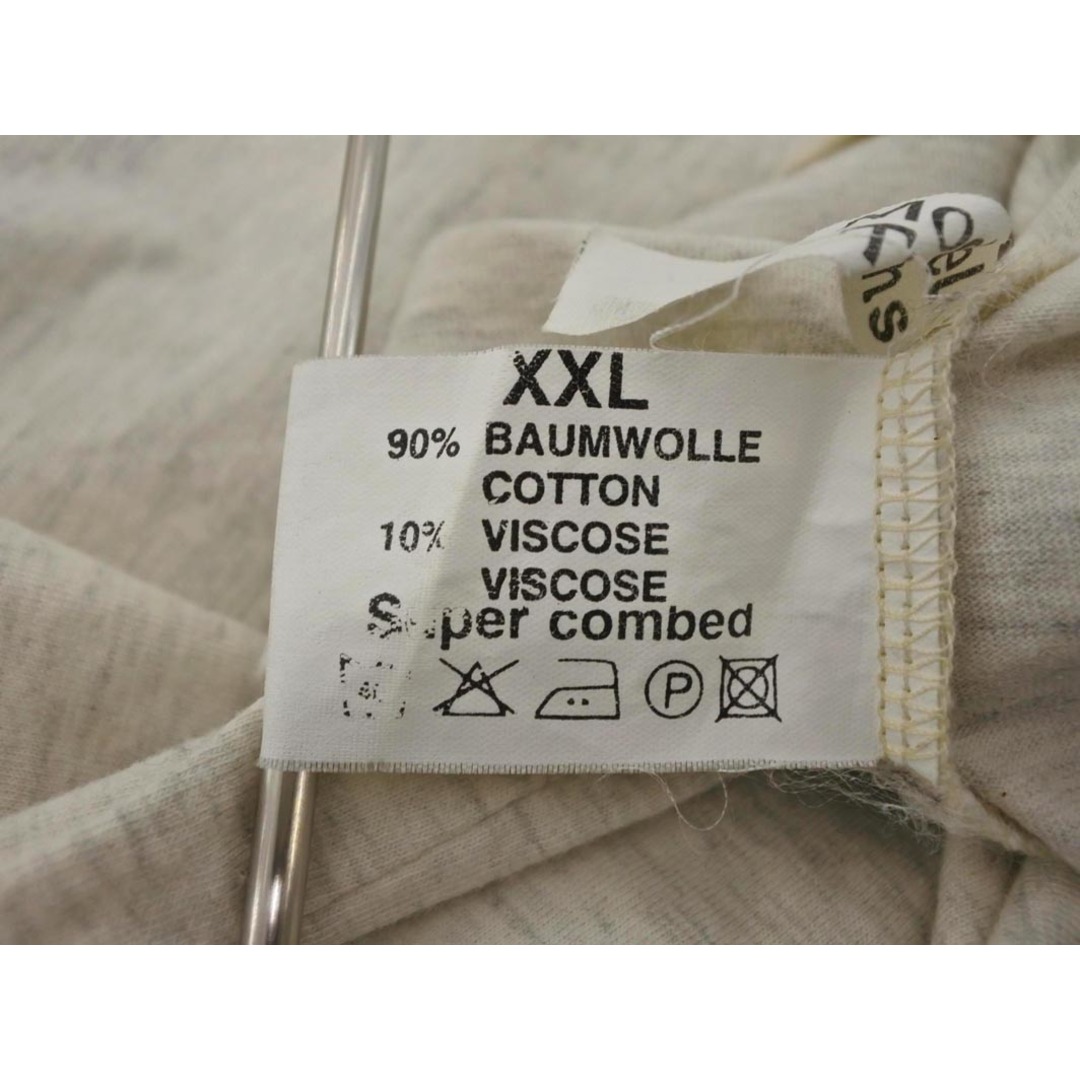 XXL
90% BAUMWOLLE
COTTON
10% VISCOSE
VISCOSE
Super combed
P